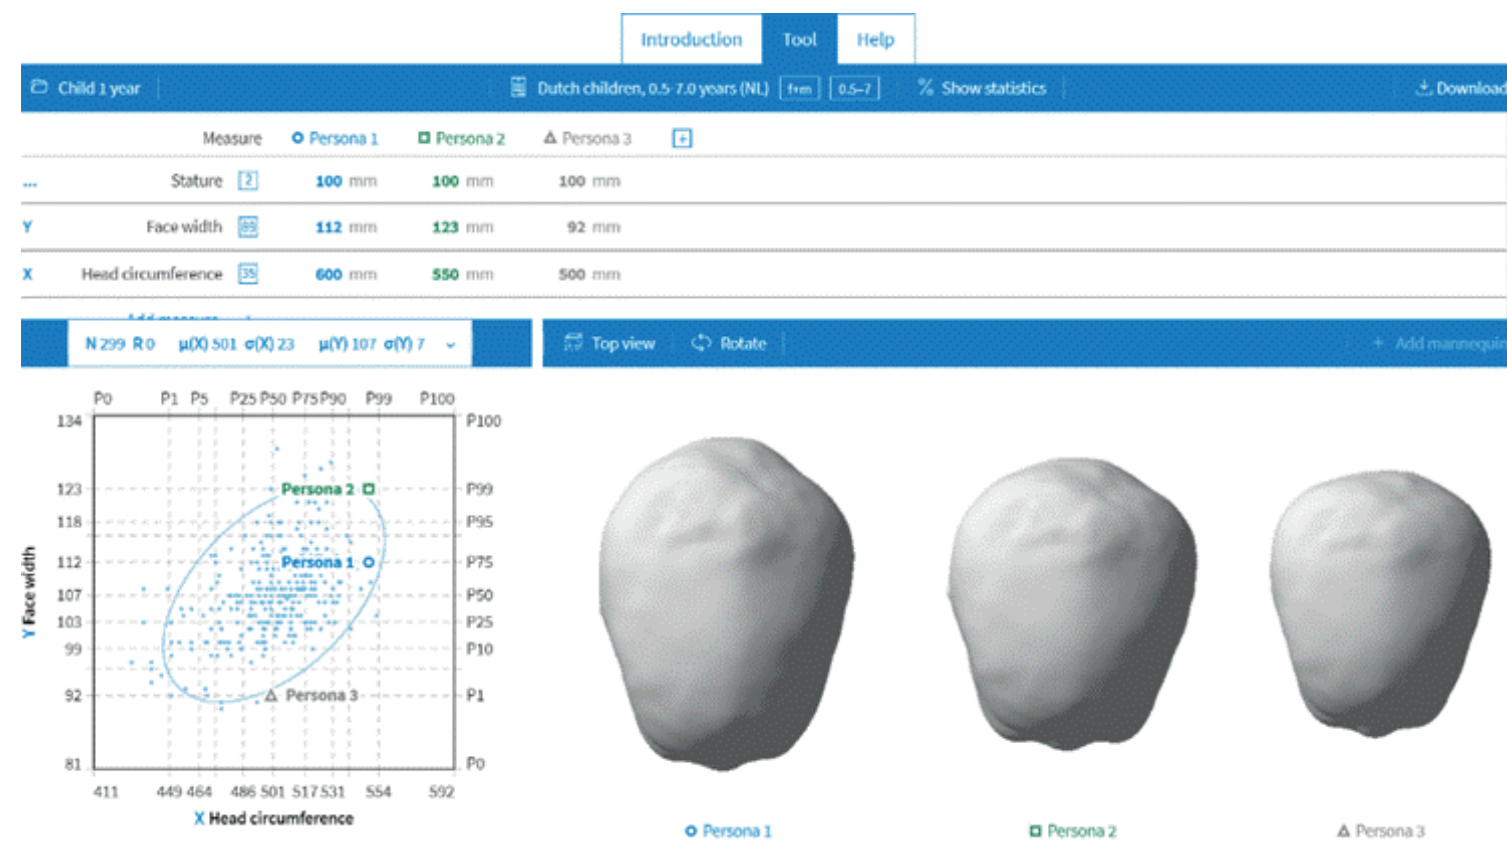 Introduction Tool Help
Child 1 year Dutch children, 0.5-7.0 years (NL) f+m 0.5–7 % Show statistics Download
Measure Persona 1 Persona 2 Persona 3 +
... Stature 2 100 mm 100 mm 100 mm
Y Face width 89 112 mm 123 mm 92 mm
X Head circumference 35 600 mm 550 mm 500 mm
N 299 R 0 μ(X) 501 σ(X) 23 μ(Y) 107 σ(Y) 7
Top view Rotate + Add mannequin
P0 P1 P5 P25 P50 P75 P90 P99 P100
134 P100
123 Persona 2 P99
118 P95
112 Persona 1 P75
107 P50
103 P25
99 P10
92 Persona 3 P1
81 P0
Y Face width
411 449 464 486 501 517 531 554 592
X Head circumference
Persona 1 Persona 2 Persona 3